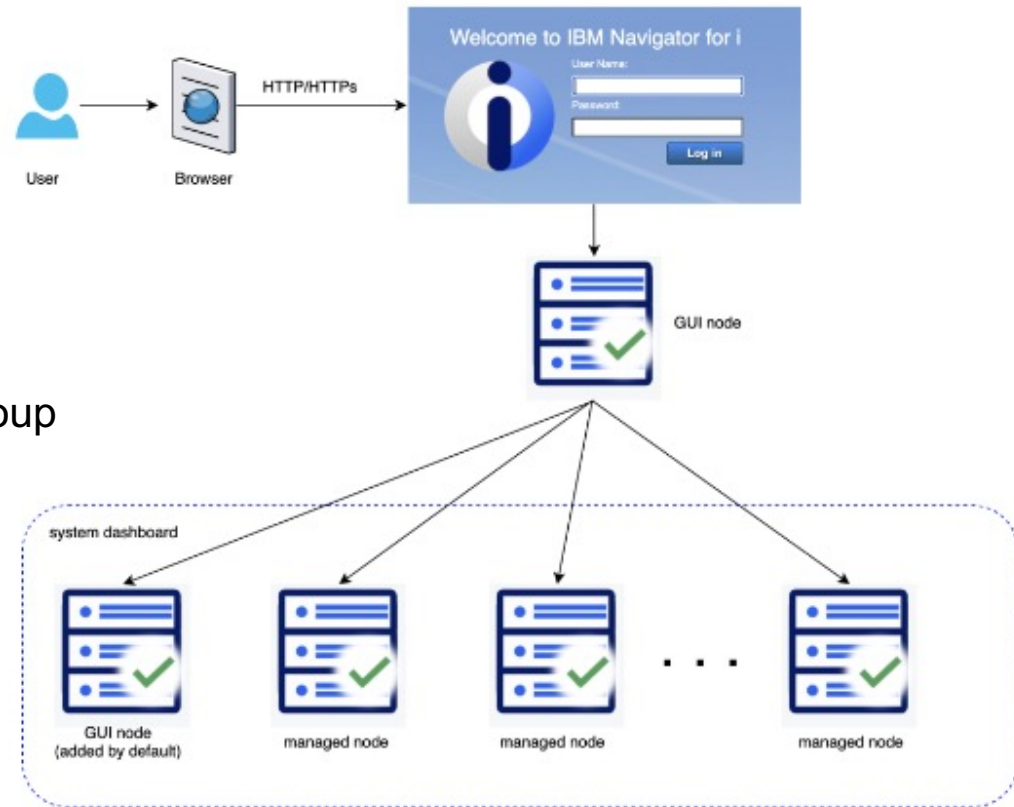 Welcome to IBM Navigator for i
User Name:
Password:
Log in
HTTP/HTTPs
User
Browser
GUI node
oup
system dashboard
GUI node
(added by default)
managed node
managed node
. . .
managed node